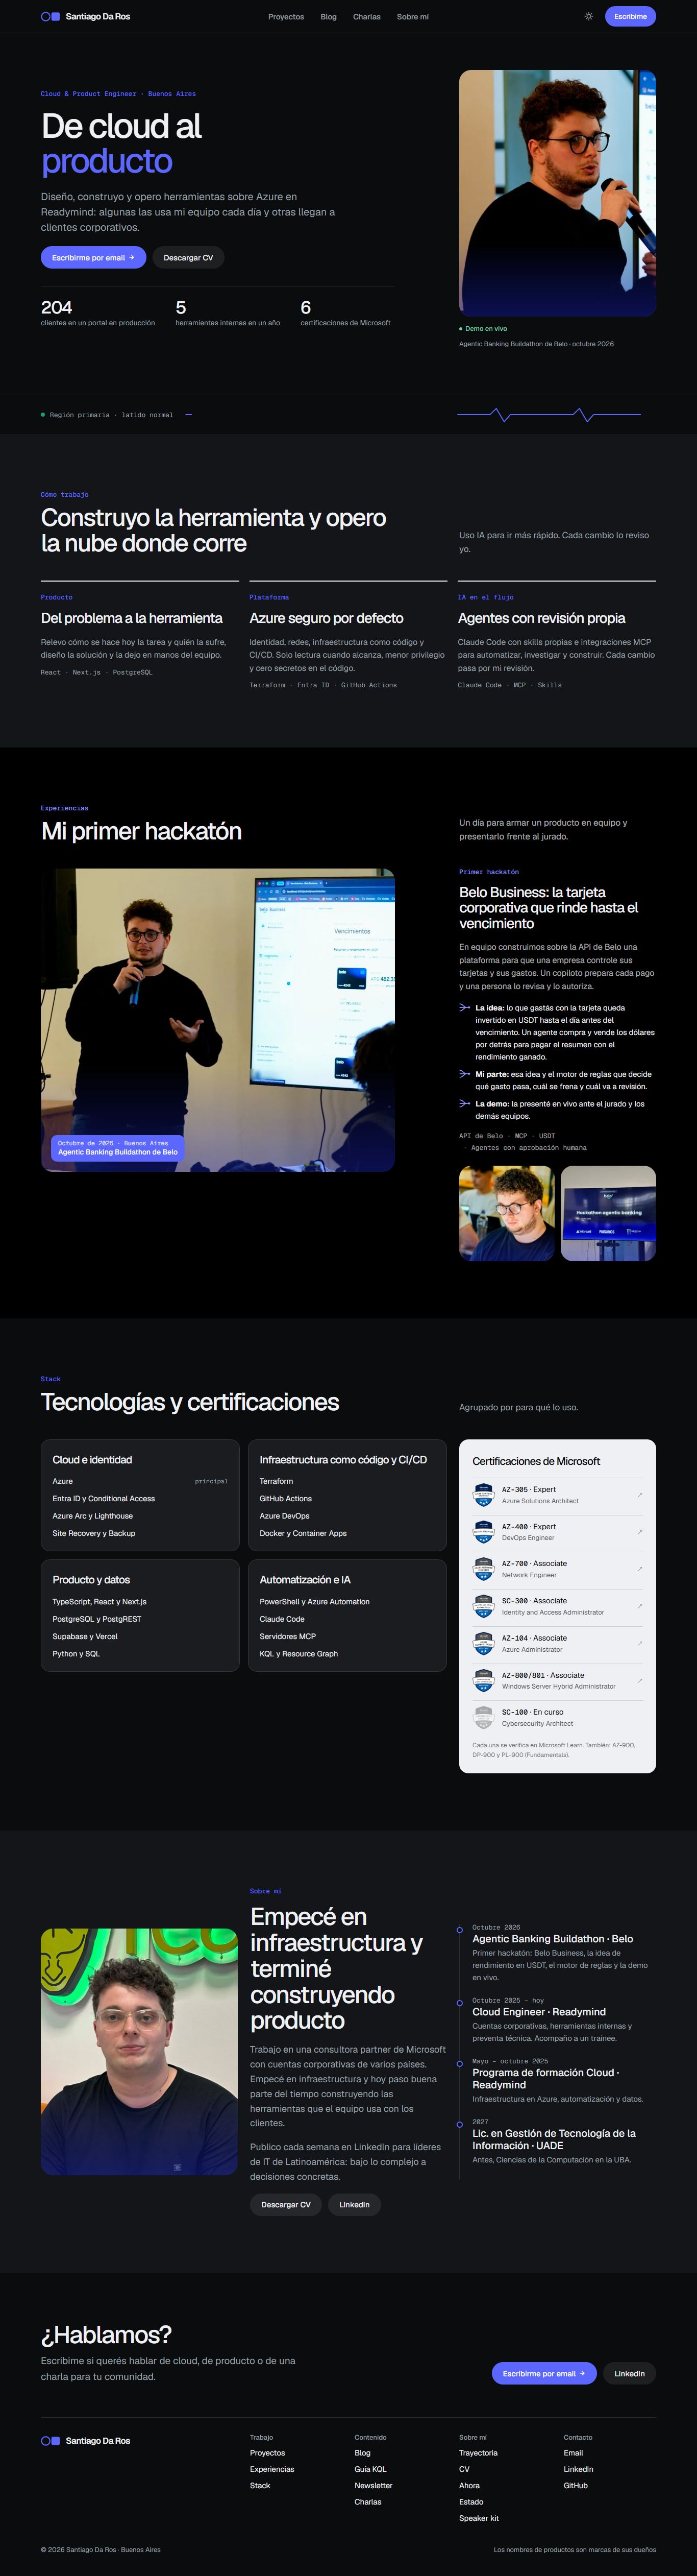 Santiago Da Ros
Proyectos
Blog
Charlas
Sobre mí
Escribime
Cloud & Product Engineer · Buenos Aires
De cloud al
producto
Diseño, construyo y opero herramientas sobre Azure en
Readymind: algunas las usa mi equipo cada día y otras llegan a
clientes corporativos.
Escribirme por email →
Descargar CV
204
clientes en un portal en producción
5
herramientas internas en un año
6
certificaciones de Microsoft
Demo en vivo
Agentic Banking Buildathon de Belo · octubre 2026
Región primaria · latido normal
Cómo trabajo
Construyo la herramienta y opero
la nube donde corre
Uso IA para ir más rápido. Cada cambio lo reviso
yo.
Producto
Del problema a la herramienta
Relevo cómo se hace hoy la tarea y quién la sufre,
diseño la solución y la dejo en manos del equipo.
React · Next.js · PostgreSQL
Plataforma
Azure seguro por defecto
Identidad, redes, infraestructura como código y
CI/CD. Solo lectura cuando alcanza, menor privilegio
y cero secretos en el código.
Terraform · Entra ID · GitHub Actions
IA en el flujo
Agentes con revisión propia
Claude Code con skills propias e integraciones MCP
para automatizar, investigar y construir. Cada cambio
pasa por mi revisión.
Claude Code · MCP · Skills
Experiencias
Mi primer hackatón
Un día para armar un producto en equipo y
presentarlo frente al jurado.
belo Business
Vencimientos
Octubre de 2026 · Buenos Aires
Agentic Banking Buildathon de Belo
Primer hackatón
Belo Business: la tarjeta
corporativa que rinde hasta el
vencimiento
En equipo construimos sobre la API de Belo una
plataforma para que una empresa controle sus
tarjetas y sus gastos. Un copiloto prepara cada pago
y una persona lo revisa y lo autoriza.
La idea: lo que gastás con la tarjeta queda
invertido en USDT hasta el día antes del
vencimiento. Un agente compra y vende los dólares
por detrás para pagar el resumen con el
rendimiento ganado.
Mi parte: esa idea y el motor de reglas que decide
qué gasto pasa, cuál se frena y cuál va a revisión.
La demo: la presenté en vivo ante el jurado y los
demás equipos.
API de Belo · MCP · USDT
· Agentes con aprobación humana
Hackathon agentic banking
Stack
Tecnologías y certificaciones
Agrupado por para qué lo uso.
Cloud e identidad
Azure
principal
Entra ID y Conditional Access
Azure Arc y Lighthouse
Site Recovery y Backup
Infraestructura como código y CI/CD
Terraform
GitHub Actions
Azure DevOps
Docker y Container Apps
Producto y datos
TypeScript, React y Next.js
PostgreSQL y PostgREST
Supabase y Vercel
Python y SQL
Automatización e IA
PowerShell y Azure Automation
Claude Code
Servidores MCP
KQL y Resource Graph
Certificaciones de Microsoft
AZ-305 · Expert
Azure Solutions Architect
AZ-400 · Expert
DevOps Engineer
AZ-700 · Associate
Network Engineer
SC-300 · Associate
Identity and Access Administrator
AZ-104 · Associate
Azure Administrator
AZ-800/801 · Associate
Windows Server Hybrid Administrator
SC-100 · En curso
Cybersecurity Architect
Cada una se verifica en Microsoft Learn. También: AZ-900,
DP-900 y PL-900 (Fundamentals).
Sobre mí
Empecé en
infraestructura y
terminé
construyendo
producto
Trabajo en una consultora partner de Microsoft
con cuentas corporativas de varios países.
Empecé en infraestructura y hoy paso buena
parte del tiempo construyendo las
herramientas que el equipo usa con los
clientes.
Publico cada semana en LinkedIn para líderes
de IT de Latinoamérica: bajo lo complejo a
decisiones concretas.
Descargar CV
LinkedIn
Octubre 2026
Agentic Banking Buildathon · Belo
Primer hackatón: Belo Business, la idea de
rendimiento en USDT, el motor de reglas y la demo
en vivo.
Octubre 2025 – hoy
Cloud Engineer · Readymind
Cuentas corporativas, herramientas internas y
preventa técnica. Acompaño a un trainee.
Mayo – octubre 2025
Programa de formación Cloud ·
Readymind
Infraestructura en Azure, automatización y datos.
2027
Lic. en Gestión de Tecnología de la
Información · UADE
Antes, Ciencias de la Computación en la UBA.
¿Hablamos?
Escribime si querés hablar de cloud, de producto o de una
charla para tu comunidad.
Escribirme por email →
LinkedIn
Santiago Da Ros
Trabajo
Proyectos
Experiencias
Stack
Contenido
Blog
Guía KQL
Newsletter
Charlas
Sobre mí
Trayectoria
CV
Ahora
Estado
Speaker kit
Contacto
Email
LinkedIn
GitHub
© 2026 Santiago Da Ros · Buenos Aires
Los nombres de productos son marcas de sus dueños